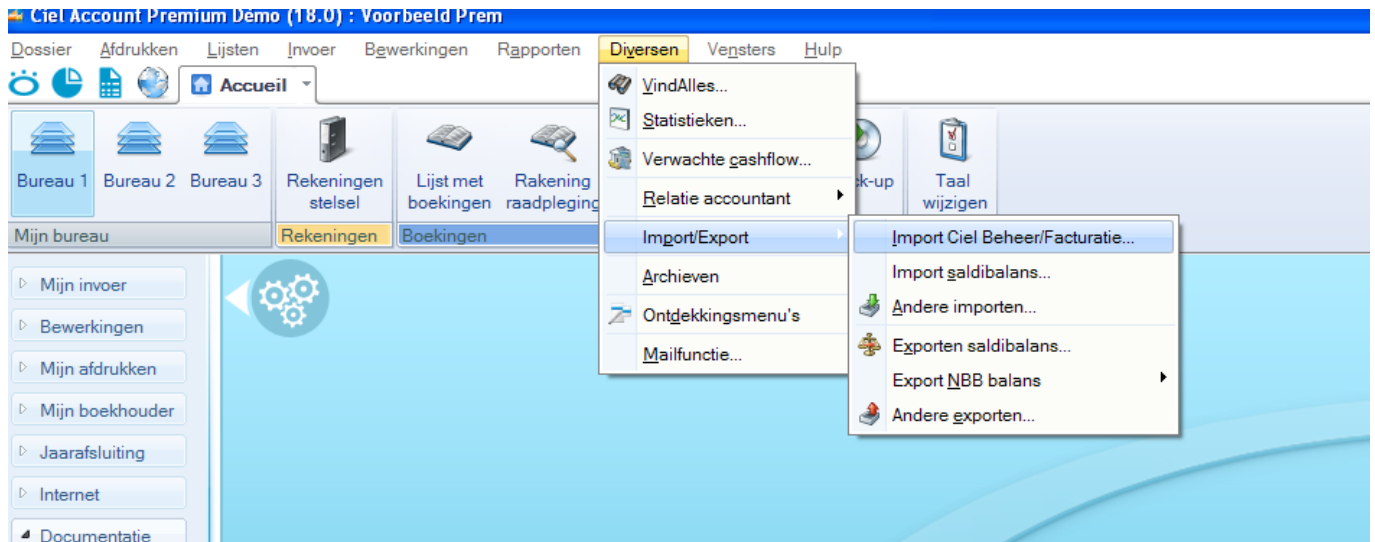 Ciel Account Premium Démo (18.0) : Voorbeeld Prem
Dossier Afdrukken Lijsten Invoer Bewerkingen Rapporten Diversen Vensters Hulp
Accueil
VindAlles...
Statistieken...
Verwachte cashflow...
Relatie accountant
Import/Export
Archieven
Ontdekkingsmenu's
Mailfunctie...
Import Ciel Beheer/Facturatie...
Import saldibalans...
Andere importen...
Exporten saldibalans...
Export NBB balans
Andere exporten...
Bureau 1 Bureau 2 Bureau 3
Mijn bureau
Rekeningen
stelsel
Rekeningen
Lijst met
boekingen
Rakening
raadpleging
Boekingen
ck-up
Taal
wijzigen
Mijn invoer
Bewerkingen
Mijn afdrukken
Mijn boekhouder
Jaarafsluiting
Internet
Documentatie